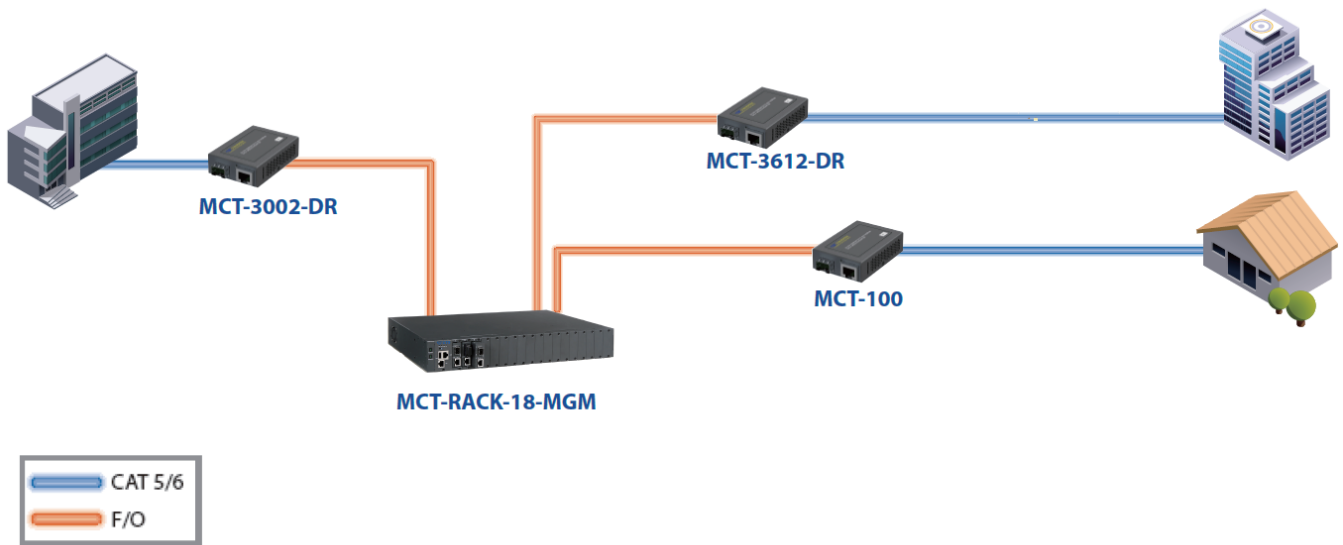 MCT-3612-DR
MCT-3002-DR
MCT-100
MCT-RACK-18-MGM
CAT 5/6
F/O